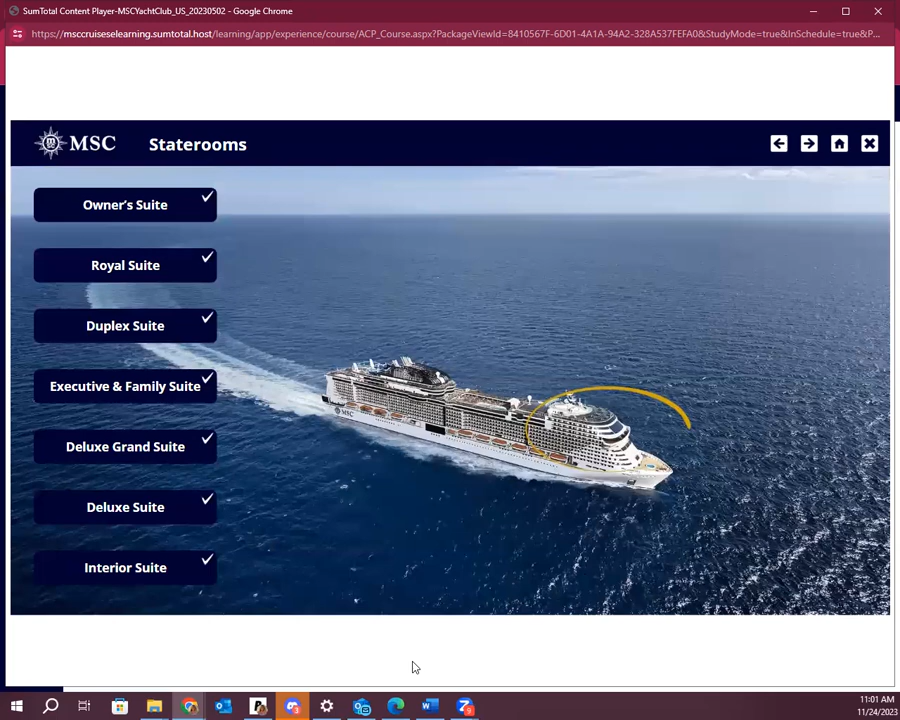 SumTotal Content Player-MSCYachtClub_US_20230502 - Google Chrome
https://msccruiseselearning.sumtotal.host/learning/app/experience/course/ACP_Course.aspx?PackageViewId=8410567F-6D01-4A1A-94A2-328A537FEFA0&StudyMode=true&InSchedule=true&P...
MSC Staterooms
Owner's Suite
Royal Suite
Duplex Suite
Executive & Family Suite
Deluxe Grand Suite
Deluxe Suite
Interior Suite
MSC
11:01 AM
11/24/2023